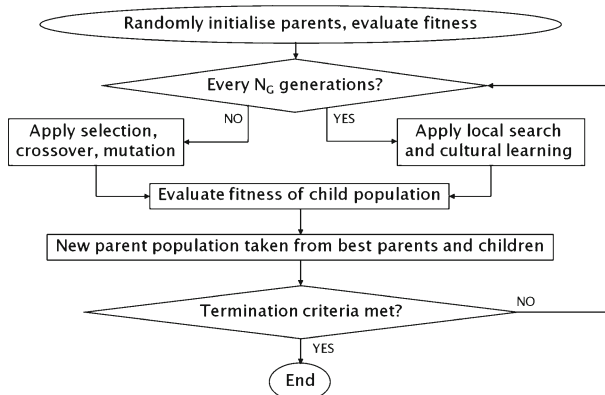 Randomly initialise parents, evaluate fitness
Every NG generations?
NO
YES
Apply selection,
crossover, mutation
Apply local search
and cultural learning
Evaluate fitness of child population
New parent population taken from best parents and children
Termination criteria met?
NO
YES
End